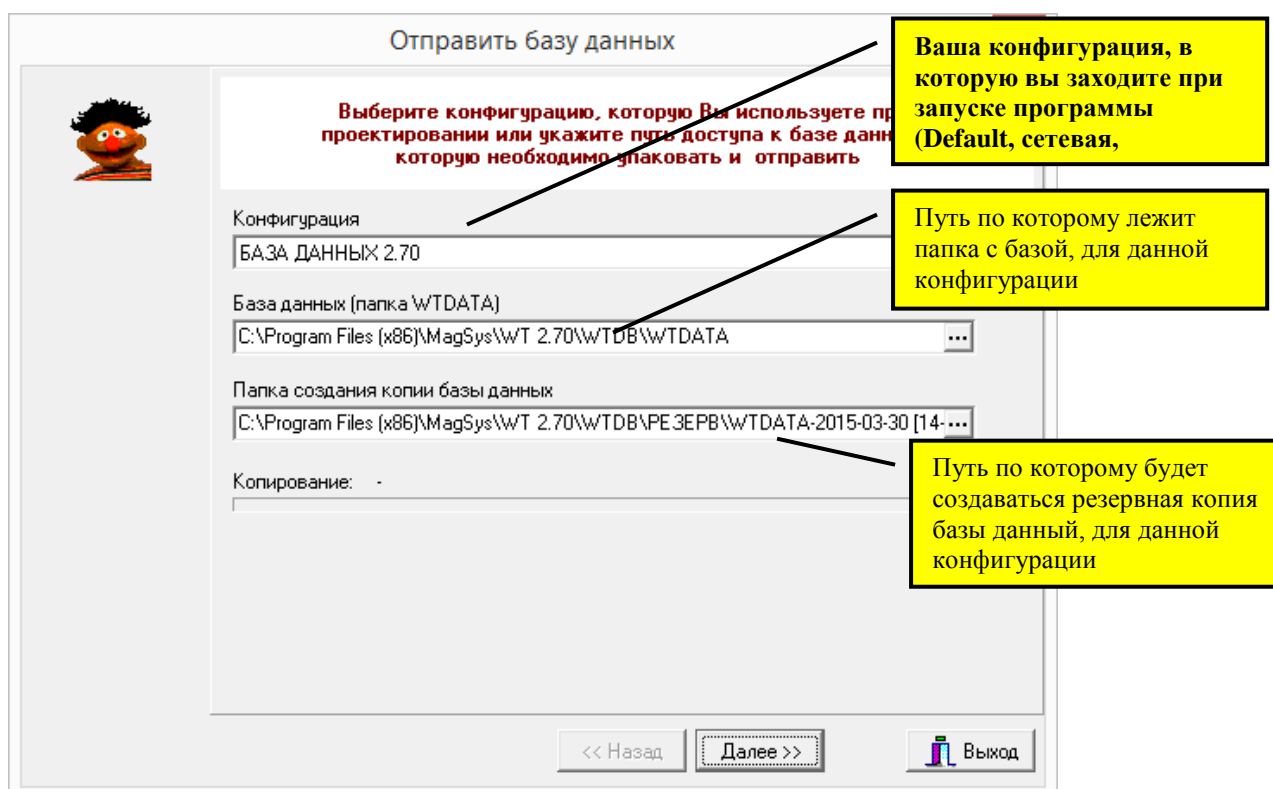 Отправить базу данных
Ваша конфигурация, в
которую вы заходите при
запуске программы
(Default, сетевая,
Выберите конфигурацию, которую Вы используете пр
проектировании или укажите путь доступа к базе данн
которую необходимо упаковать и отправить
Конфигурация
БАЗА ДАННЫХ 2.70
Путь по которому лежит
папка с базой, для данной
конфигурации
База данных (папка WTDATA)
C:\Program Files (x86)\MagSys\WT 2.70\WTDB\WTDATA
...
Папка создания копии базы данных
C:\Program Files (x86)\MagSys\WT 2.70\WTDB\РЕЗЕРВ\WTDATA-2015-03-30 [14-
...
Путь по которому будет
создаваться резервная копия
базы данный, для данной
конфигурации
Копирование: -
<< Назад
Далее >>
Выход